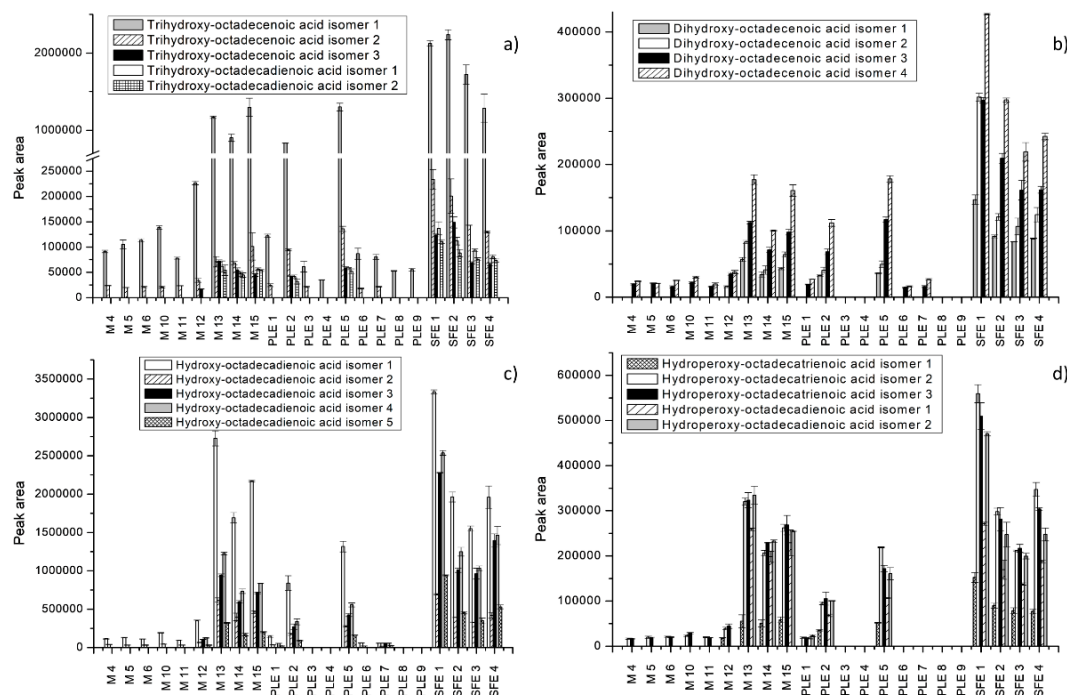 a)
Trihydroxy-octadecenoic acid isomer 1
Trihydroxy-octadecenoic acid isomer 2
Trihydroxy-octadecenoic acid isomer 3
Trihydroxy-octadecadienoic acid isomer 1
Trihydroxy-octadecadienoic acid isomer 2
Peak area
2000000
1000000
250000
200000
150000
100000
50000
0
M 4 M 5 M 6 M 10 M 11 M 12 M 13 M 14 M 15 PLE 1 PLE 2 PLE 3 PLE 4 PLE 5 PLE 6 PLE 7 PLE 8 PLE 9 SFE 1 SFE 2 SFE 3 SFE 4
b)
Dihydroxy-octadecenoic acid isomer 1
Dihydroxy-octadecenoic acid isomer 2
Dihydroxy-octadecenoic acid isomer 3
Dihydroxy-octadecenoic acid isomer 4
Peak area
400000
300000
200000
100000
0
M 4 M 5 M 6 M 10 M 11 M 12 M 13 M 14 M 15 PLE 1 PLE 2 PLE 3 PLE 4 PLE 5 PLE 6 PLE 7 PLE 8 PLE 9 SFE 1 SFE 2 SFE 3 SFE 4
c)
Hydroxy-octadecadienoic acid isomer 1
Hydroxy-octadecadienoic acid isomer 2
Hydroxy-octadecadienoic acid isomer 3
Hydroxy-octadecadienoic acid isomer 4
Hydroxy-octadecadienoic acid isomer 5
Peak area
3500000
3000000
2500000
2000000
1500000
1000000
500000
0
M 4 M 5 M 6 M 10 M 11 M 12 M 13 M 14 M 15 PLE 1 PLE 2 PLE 3 PLE 4 PLE 5 PLE 6 PLE 7 PLE 8 PLE 9 SFE 1 SFE 2 SFE 3 SFE 4
d)
Hydroperoxy-octadecatrienoic acid isomer 1
Hydroperoxy-octadecatrienoic acid isomer 2
Hydroperoxy-octadecatrienoic acid isomer 3
Hydroperoxy-octadecadienoic acid isomer 1
Hydroperoxy-octadecadienoic acid isomer 2
Peak area
600000
500000
400000
300000
200000
100000
0
M 4 M 5 M 6 M 10 M 11 M 12 M 13 M 14 M 15 PLE 1 PLE 2 PLE 3 PLE 4 PLE 5 PLE 6 PLE 7 PLE 8 PLE 9 SFE 1 SFE 2 SFE 3 SFE 4